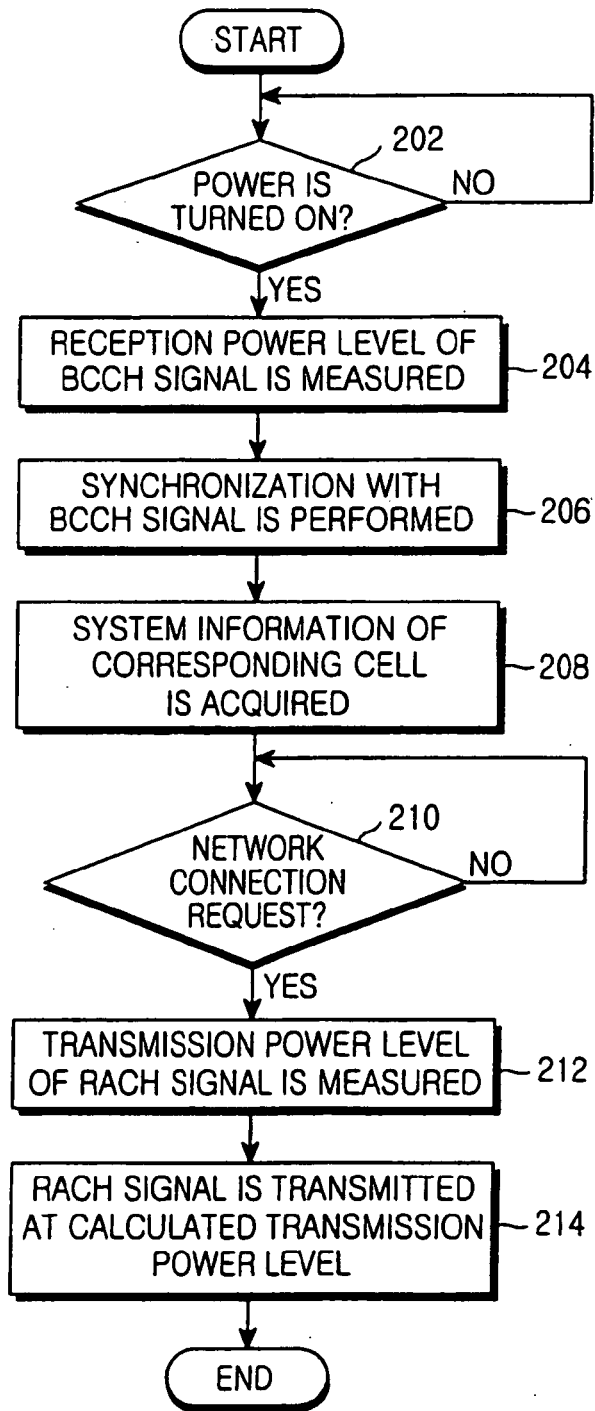 START
202
POWER IS
TURNED ON?
NO
YES
RECEPTION POWER LEVEL OF
BCCH SIGNAL IS MEASURED
204
SYNCHRONIZATION WITH
BCCH SIGNAL IS PERFORMED
206
SYSTEM INFORMATION OF
CORRESPONDING CELL
IS ACQUIRED
208
210
NETWORK
CONNECTION
REQUEST?
NO
YES
TRANSMISSION POWER LEVEL
OF RACH SIGNAL IS MEASURED
212
RACH SIGNAL IS TRANSMITTED
AT CALCULATED TRANSMISSION
POWER LEVEL
214
END